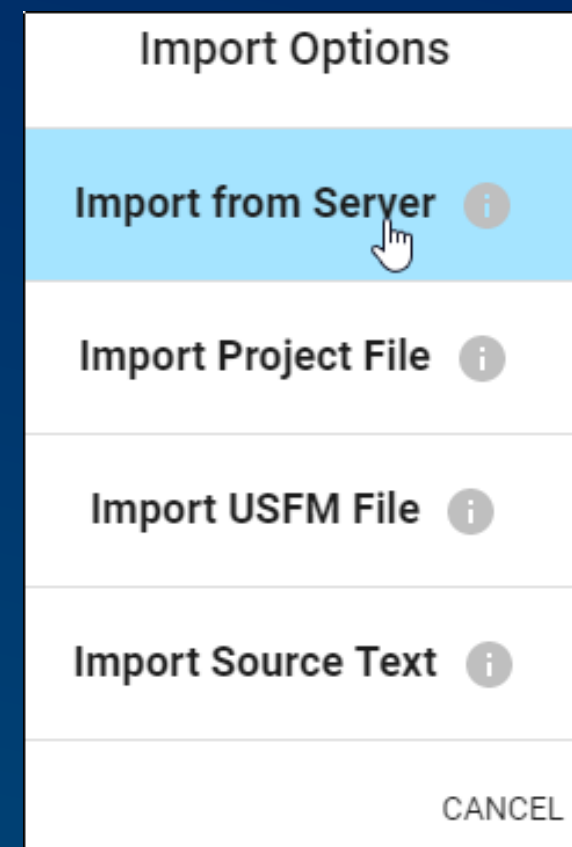 Import Options
Import from Server
Import Project File
Import USFM File
Import Source Text
CANCEL